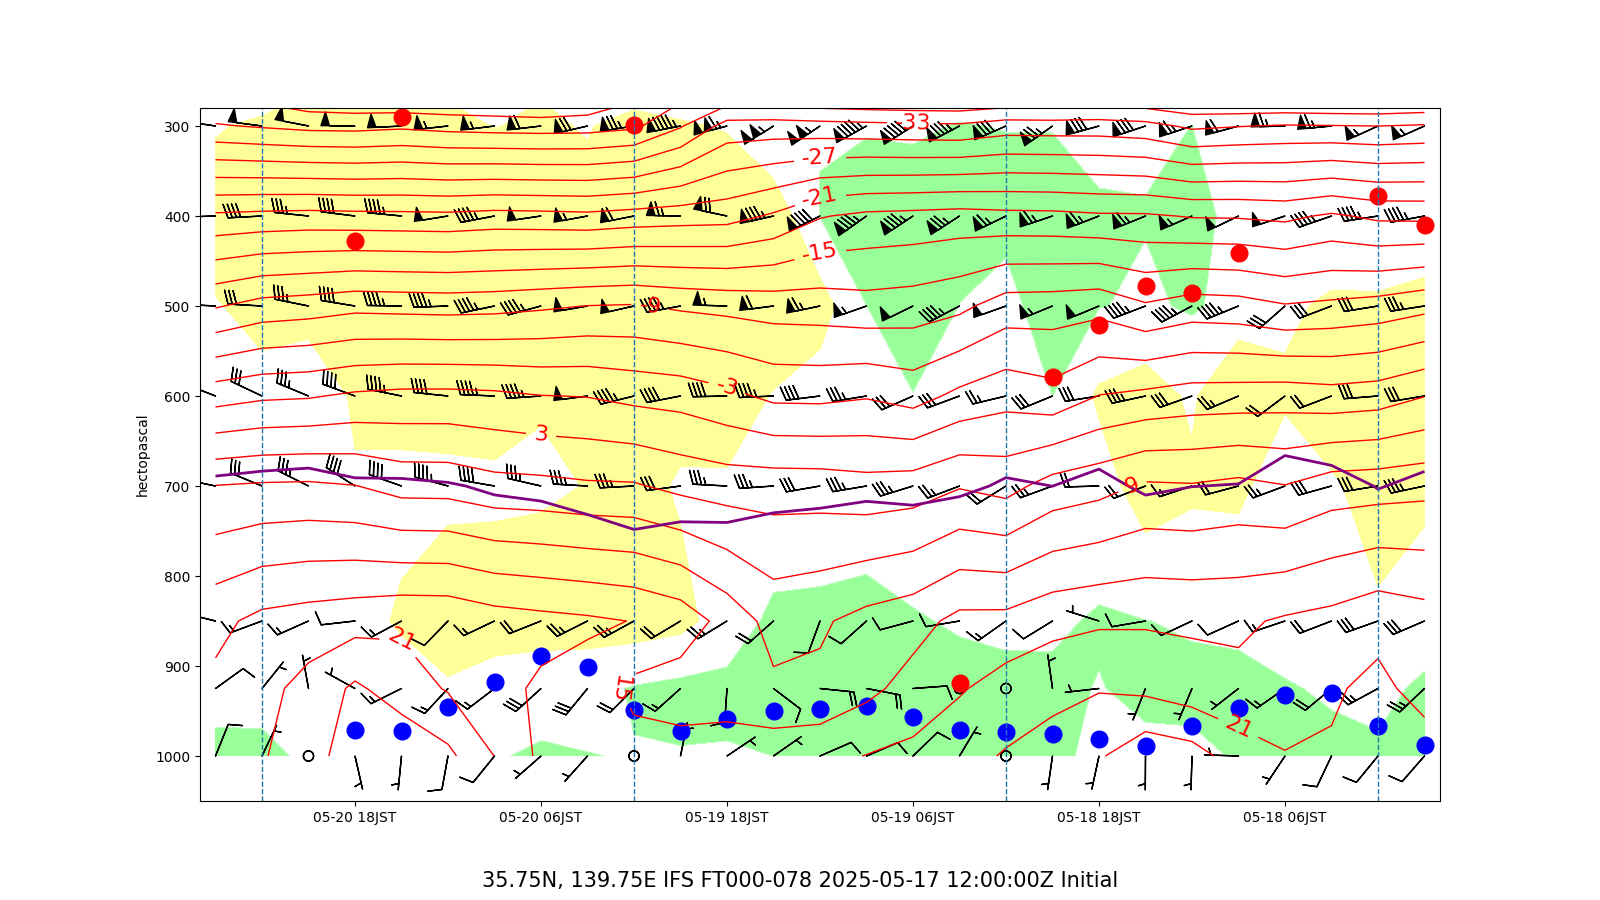 300
400
500
600
700
800
900
1000
hectopascal
-33
-27
-21
-15
-9
-3
3
9
21
15
21
05-20 18JST
05-20 06JST
05-19 18JST
05-19 06JST
05-18 18JST
05-18 06JST
35.75N, 139.75E IFS FT000-078 2025-05-17 12:00:00Z Initial